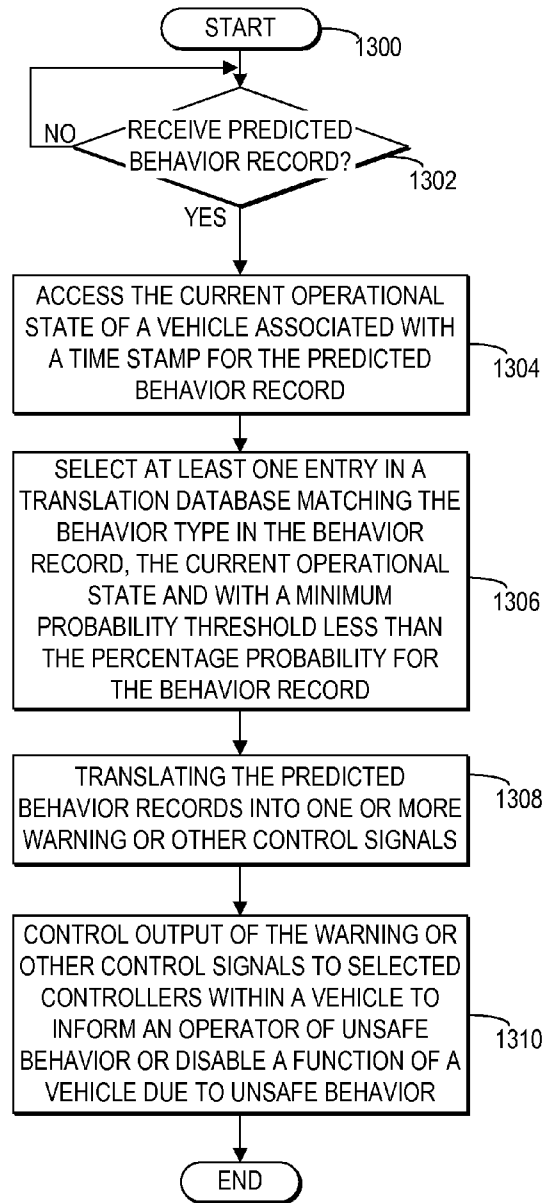 START
1300
RECEIVE PREDICTED
BEHAVIOR RECORD?
NO
1302
YES
ACCESS THE CURRENT OPERATIONAL
STATE OF A VEHICLE ASSOCIATED WITH
A TIME STAMP FOR THE PREDICTED
BEHAVIOR RECORD
1304
SELECT AT LEAST ONE ENTRY IN A
TRANSLATION DATABASE MATCHING THE
BEHAVIOR TYPE IN THE BEHAVIOR
RECORD, THE CURRENT OPERATIONAL
STATE AND WITH A MINIMUM
PROBABILITY THRESHOLD LESS THAN
THE PERCENTAGE PROBABILITY FOR
THE BEHAVIOR RECORD
1306
TRANSLATING THE PREDICTED
BEHAVIOR RECORDS INTO ONE OR MORE
WARNING OR OTHER CONTROL SIGNALS
1308
CONTROL OUTPUT OF THE WARNING OR
OTHER CONTROL SIGNALS TO SELECTED
CONTROLLERS WITHIN A VEHICLE TO
INFORM AN OPERATOR OF UNSAFE
BEHAVIOR OR DISABLE A FUNCTION OF A
VEHICLE DUE TO UNSAFE BEHAVIOR
1310
END